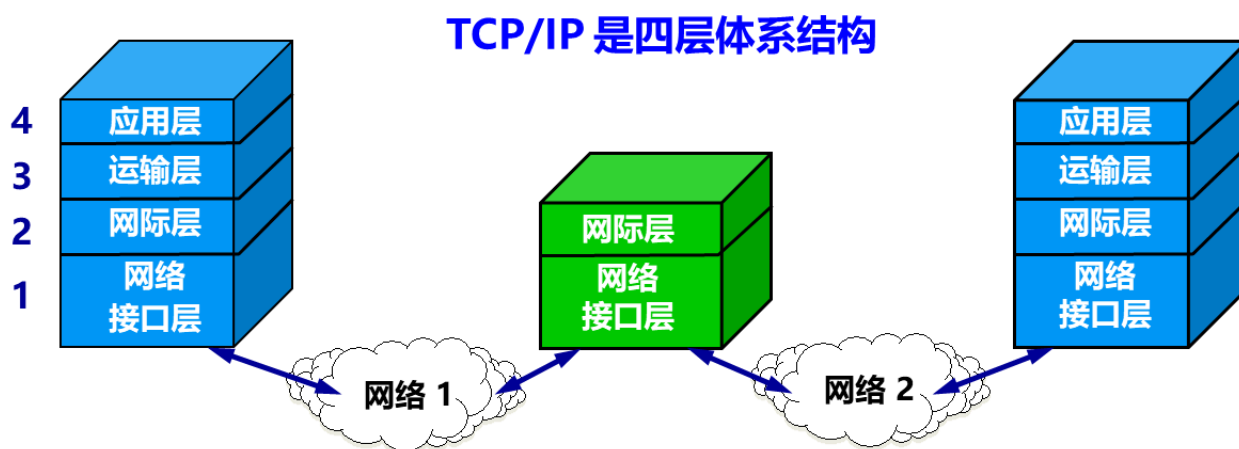 TCP/IP 是四层体系结构
4
应用层
3
运输层
2
网际层
1
网络
接口层
网际层
网络
接口层
应用层
运输层
网际层
网络
接口层
网络 1
网络 2